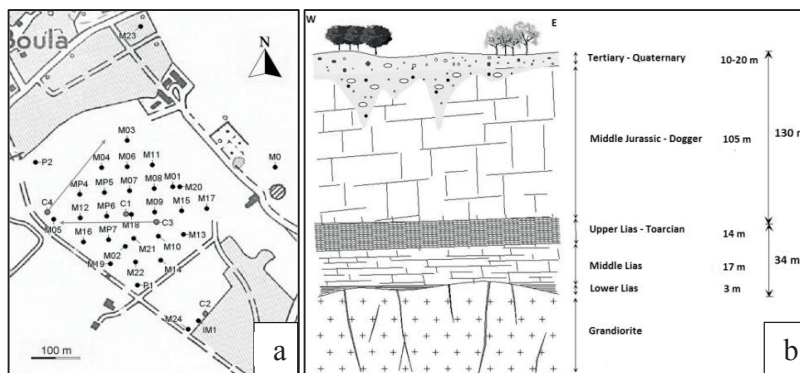 Boula
M23
N
M03
P2
M04 M06 M11
M0
MP4 MP5 M07 M08 M01
M20
C4 M12 MP6 C1 M09 M15 M17
M05 M18 C3
M16 MP7 M13
M02 M21 M10
M19
M22 M14
P1
C2
M24
IM1
100 m
a
W
E
Tertiary - Quaternary 10-20 m
Middle Jurassic - Dogger 105 m
130 m
Upper Lias - Toarcian 14 m
Middle Lias 17 m
34 m
Lower Lias 3 m
Grandiorite
b